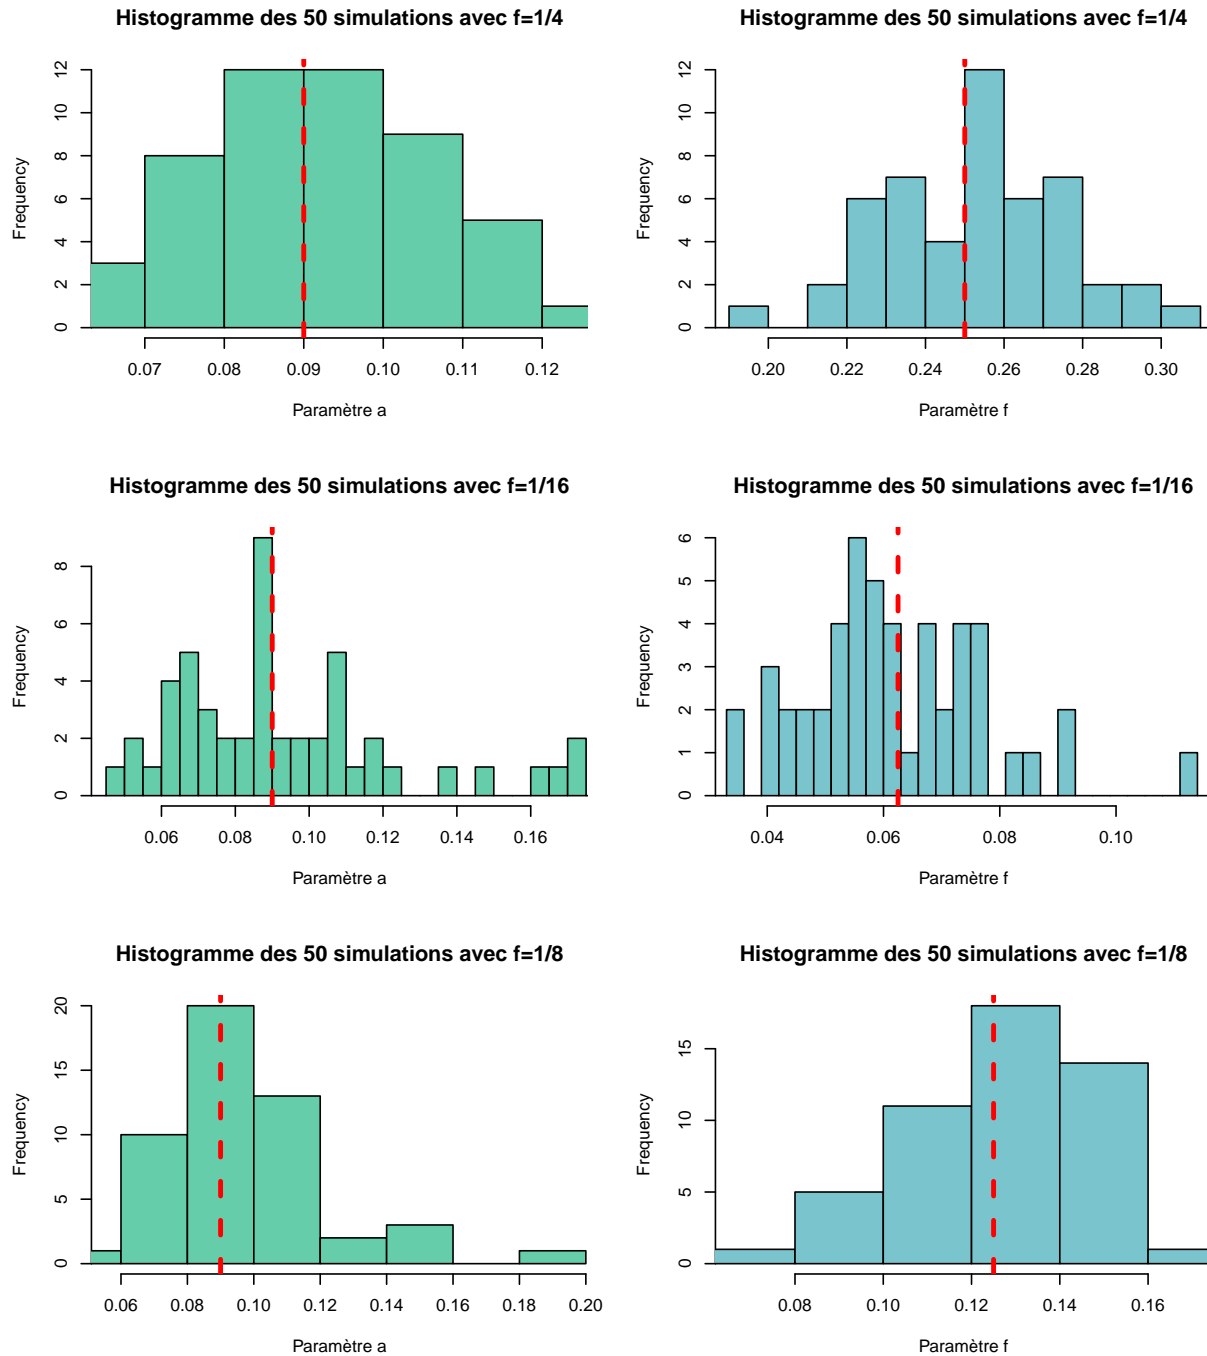 Histogramme des 50 simulations avec f=1/4
Frequency
0 2 4 6 8 10 12
0.07 0.08 0.09 0.10 0.11 0.12
Paramètre a
Histogramme des 50 simulations avec f=1/4
Frequency
0 2 4 6 8 10 12
0.20 0.22 0.24 0.26 0.28 0.30
Paramètre f
Histogramme des 50 simulations avec f=1/16
Frequency
0 2 4 6 8
0.06 0.08 0.10 0.12 0.14 0.16
Paramètre a
Histogramme des 50 simulations avec f=1/16
Frequency
0 1 2 3 4 5 6
0.04 0.06 0.08 0.10
Paramètre f
Histogramme des 50 simulations avec f=1/8
Frequency
0 5 10 15 20
0.06 0.08 0.10 0.12 0.14 0.16 0.18 0.20
Paramètre a
Histogramme des 50 simulations avec f=1/8
Frequency
0 5 10 15
0.08 0.10 0.12 0.14 0.16
Paramètre f